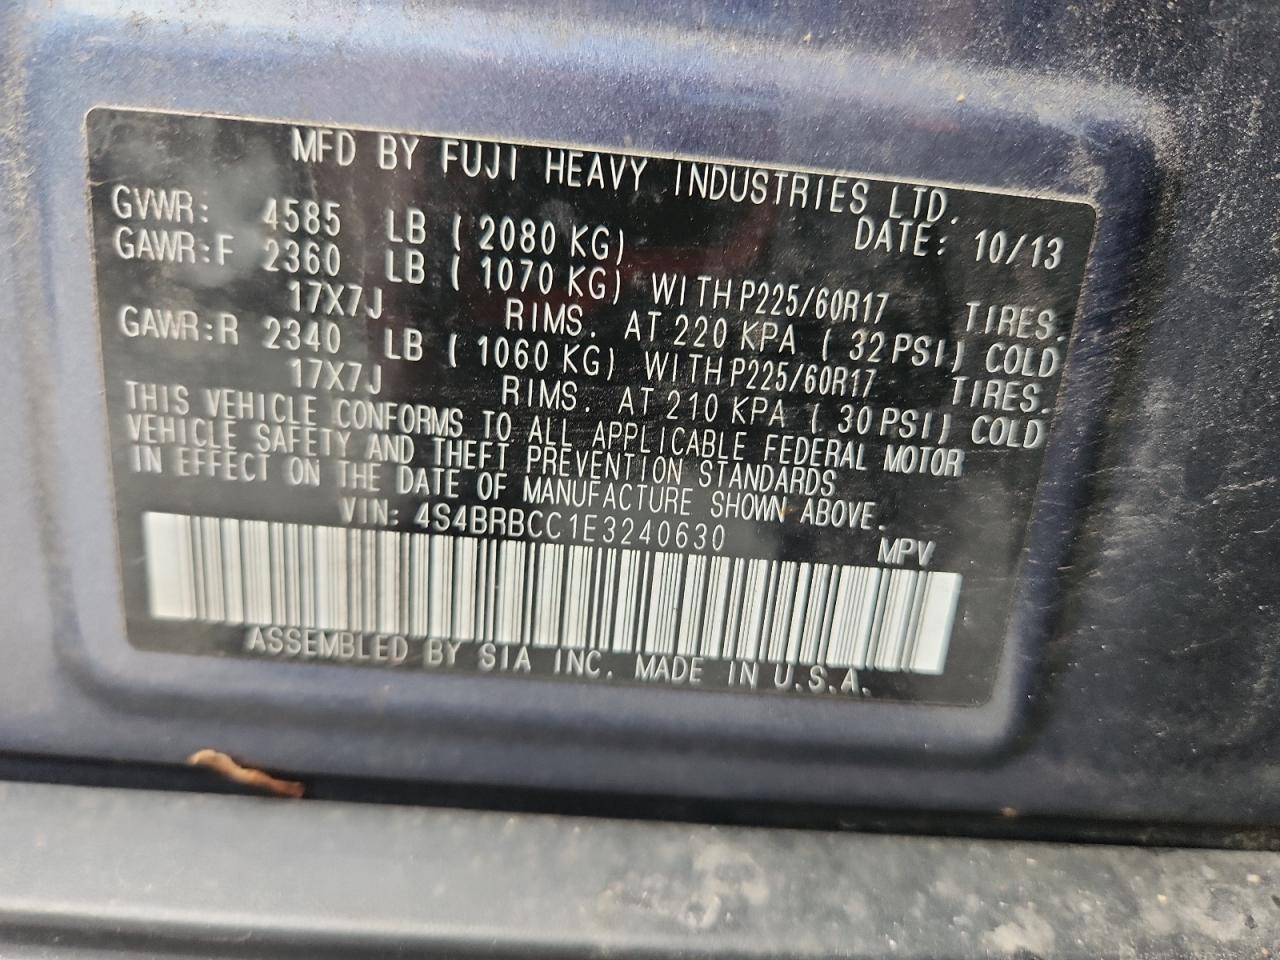 MFD BY FUJI HEAVY INDUSTRIES LTD.
DATE: 10/13
GVWR: 4585 LB ( 2080 KG)
GAWR:F 2360 LB ( 1070 KG) WITH P225/60R17 TIRES.
17X7J RIMS. AT 220 KPA ( 32 PSI) COLD
GAWR:R 2340 LB ( 1060 KG) WITH P225/60R17 TIRES.
17X7J RIMS. AT 210 KPA ( 30 PSI) COLD
THIS VEHICLE CONFORMS TO ALL APPLICABLE FEDERAL MOTOR
VEHICLE SAFETY AND THEFT PREVENTION STANDARDS
IN EFFECT ON THE DATE OF MANUFACTURE SHOWN ABOVE.
VIN: 4S4BRBCC1E3240630 MPV
ASSEMBLED BY SIA INC. MADE IN U.S.A.